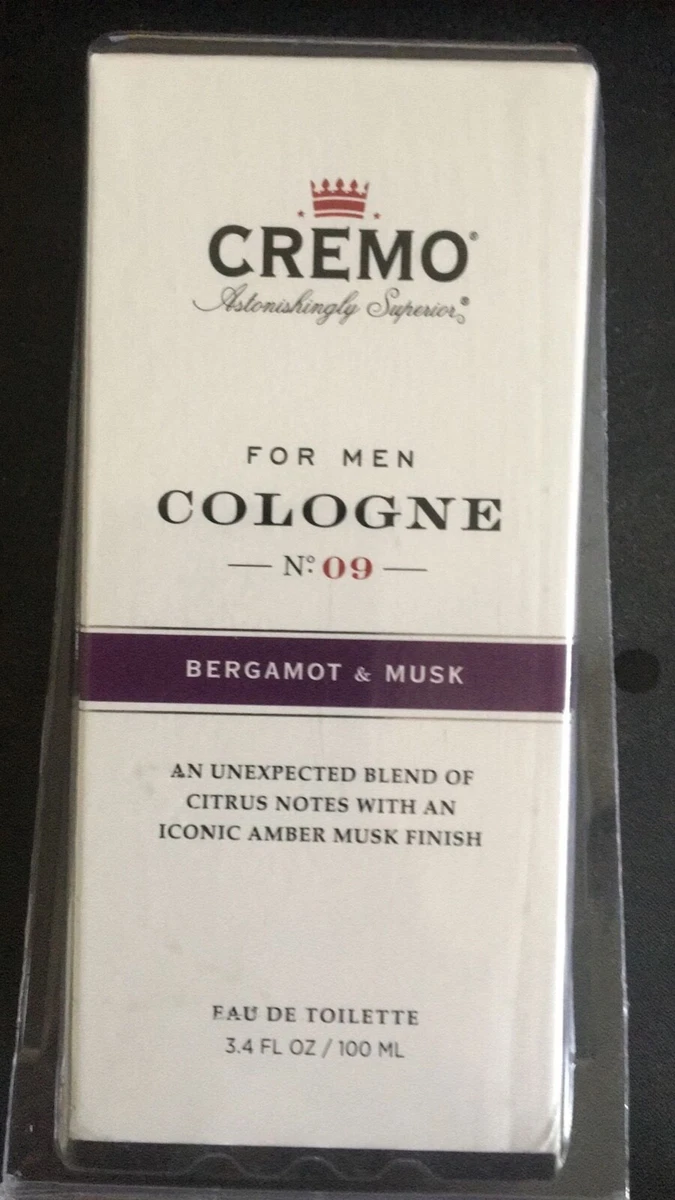 CREMO®
Astonishingly Superior®
FOR MEN
COLOGNE
Nº 09
BERGAMOT & MUSK
AN UNEXPECTED BLEND OF
CITRUS NOTES WITH AN
ICONIC AMBER MUSK FINISH
EAU DE TOILETTE
3.4 FL OZ / 100 ML